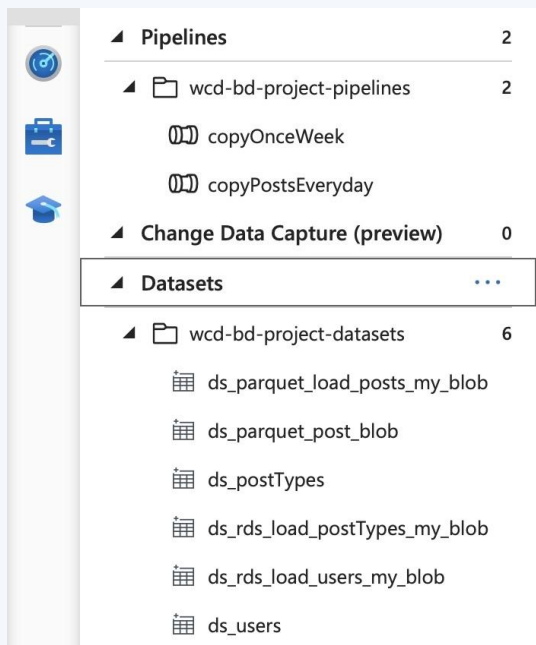 Pipelines 2
wcd-bd-project-pipelines 2
copyOnceWeek
copyPostsEveryday
Change Data Capture (preview) 0
Datasets ...
wcd-bd-project-datasets 6
ds_parquet_load_posts_my_blob
ds_parquet_post_blob
ds_postTypes
ds_rds_load_postTypes_my_blob
ds_rds_load_users_my_blob
ds_users